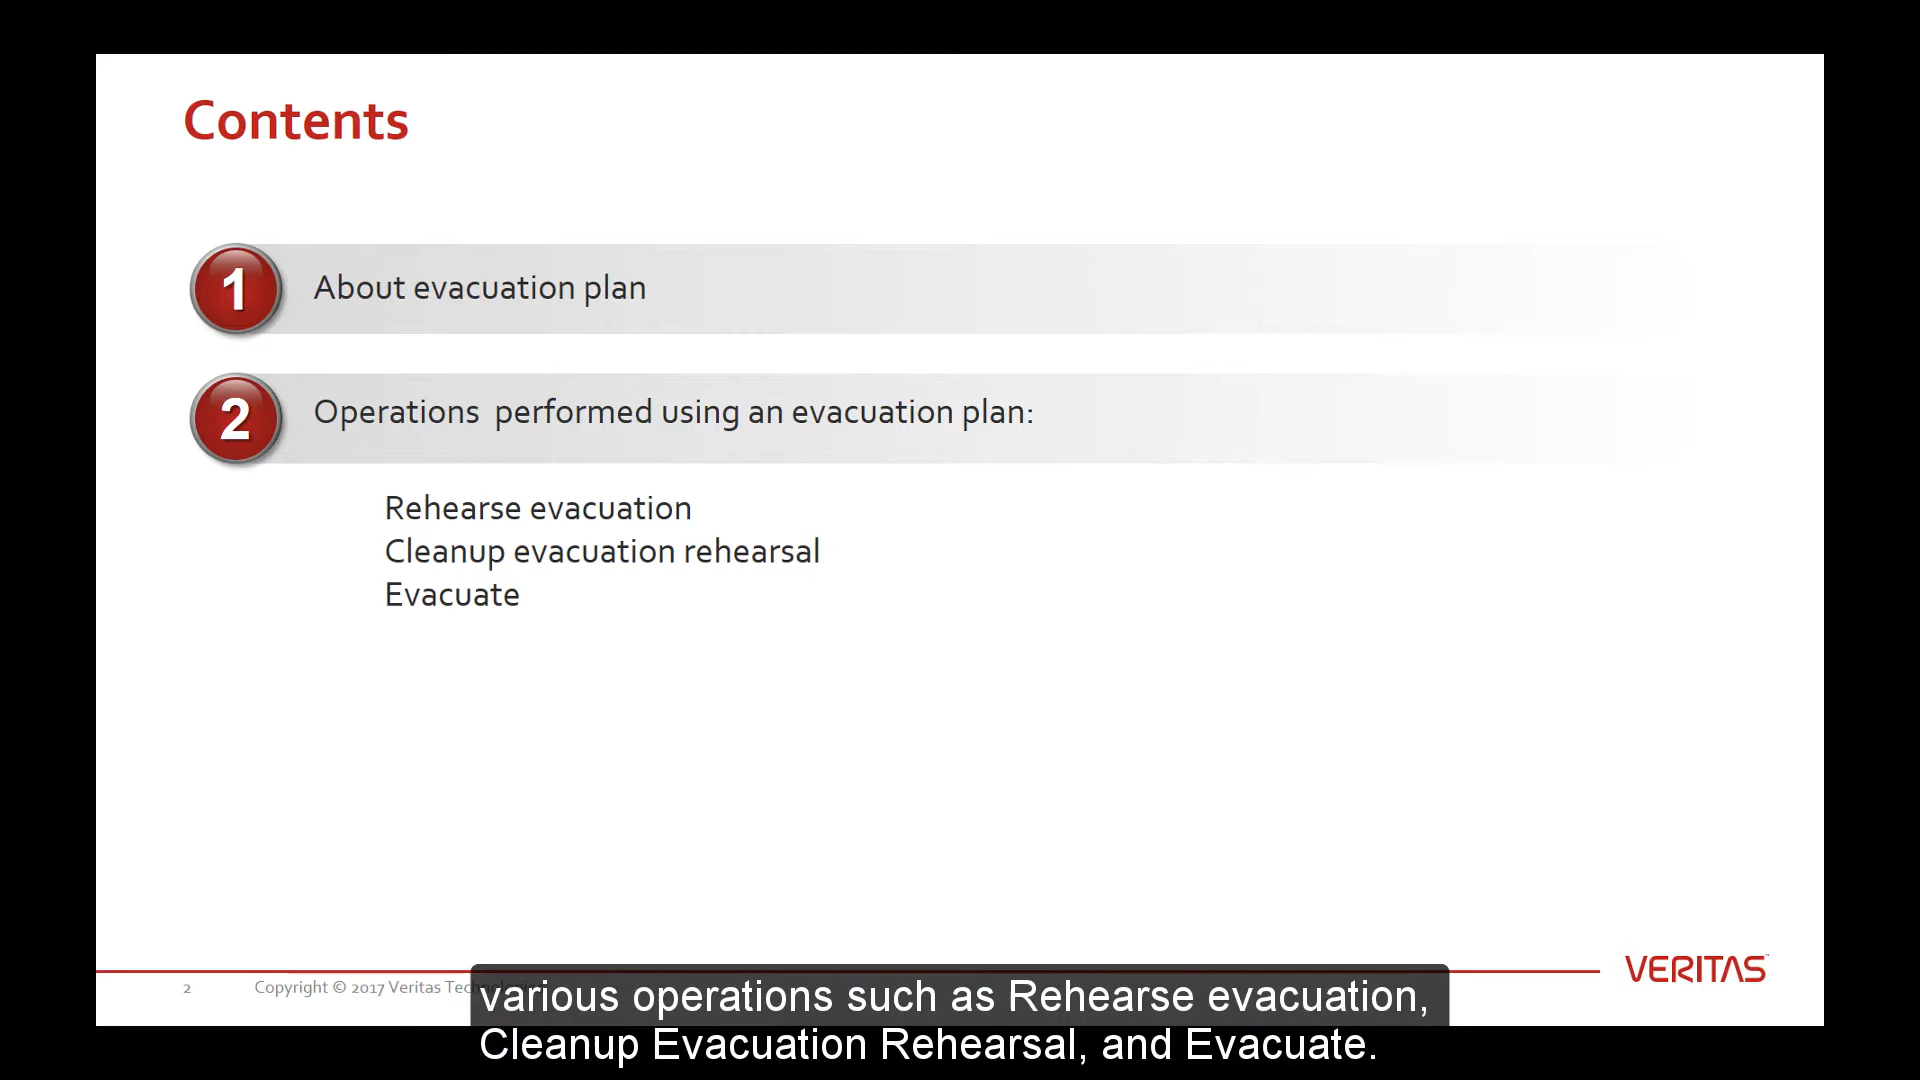 Contents
1
About evacuation plan
2
Operations performed using an evacuation plan:
Rehearse evacuation
Cleanup evacuation rehearsal
Evacuate
2
Copyright © 2017 Veritas
VERITAS
various operations such as Rehearse evacuation,
Cleanup Evacuation Rehearsal, and Evacuate.